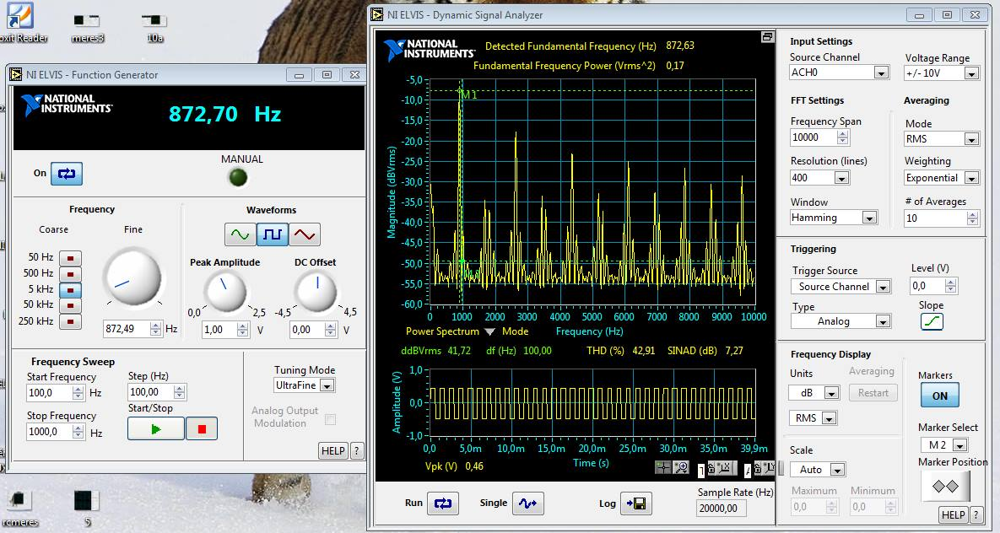 oxit Reader
meres3
10a
NI ELVIS - Function Generator
NATIONAL INSTRUMENTS™
872,70 Hz
On
MANUAL
Frequency
Coarse
Fine
50 Hz
500 Hz
5 kHz
50 kHz
250 kHz
872,49 Hz
Waveforms
Peak Amplitude
DC Offset
0,0
2,5
-4,5
4,5
1,00 V
0,00 V
Frequency Sweep
Start Frequency
100,0 Hz
Step (Hz)
100,00
Stop Frequency
1000,0 Hz
Start/Stop
Tuning Mode
UltraFine
Analog Output Modulation
HELP
?
rcmeres
5
NI ELVIS - Dynamic Signal Analyzer
NATIONAL INSTRUMENTS™
Detected Fundamental Frequency (Hz) 872,63
Fundamental Frequency Power (Vrms^2) 0,17
Magnitude (dBVrms)
-5,0
-10,0
-15,0
-20,0
-25,0
-30,0
-35,0
-40,0
-45,0
-50,0
-55,0
-60,0
M 1
0 1000 2000 3000 4000 5000 6000 7000 8000 9000 10000
Power Spectrum Mode
Frequency (Hz)
ddBVrms 41,72 df (Hz) 100,00 THD (%) 42,91 SINAD (dB) 7,27
Amplitude (V)
1,0
0,0
-1,0
0,0 5,0m 10,0m 15,0m 20,0m 25,0m 30,0m 35,0m 39,9m
Vpk (V) 0,46
Time (s)
Run
Single
Log
Sample Rate (Hz)
20000,00
Input Settings
Source Channel
ACH0
Voltage Range
+/- 10V
FFT Settings
Frequency Span
10000
Resolution (lines)
400
Window
Hamming
Averaging
Mode
RMS
Weighting
Exponential
# of Averages
10
Triggering
Trigger Source
Source Channel
Type
Analog
Level (V)
0,0
Slope
Frequency Display
Units
dB
RMS
Averaging
Restart
Scale
Auto
Maximum
0,0
Minimum
0,0
Markers
ON
Marker Select
M 2
Marker Position
HELP
?